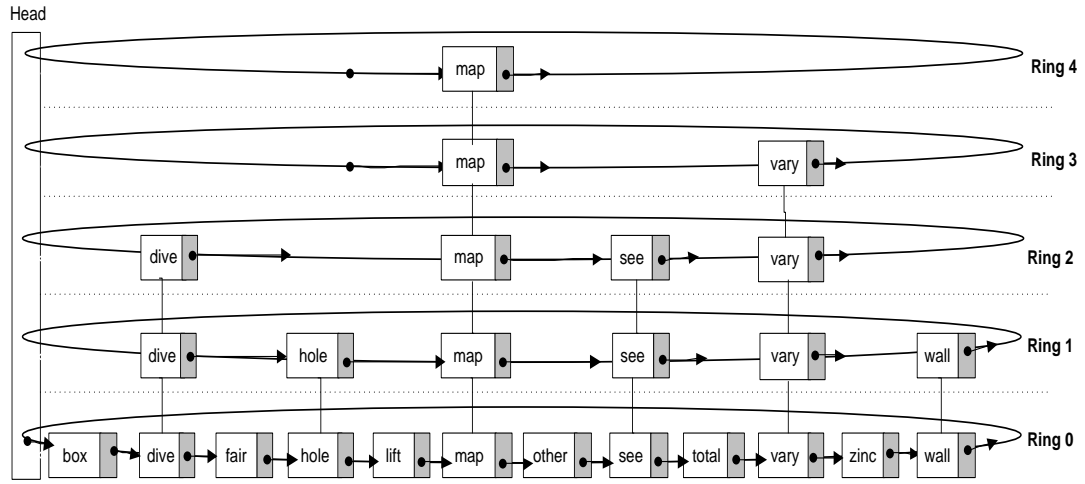 Head
map
Ring 4
map vary
Ring 3
dive map see vary
Ring 2
dive hole map see vary wall
Ring 1
box dive fair hole lift map other see total vary zinc wall
Ring 0